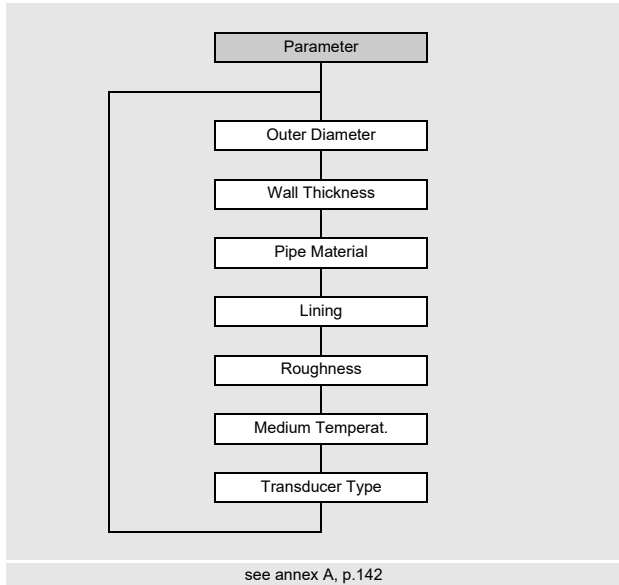 Parameter
Outer Diameter
Wall Thickness
Pipe Material
Lining
Roughness
Medium Temperat.
Transducer Type
see annex A, p.142